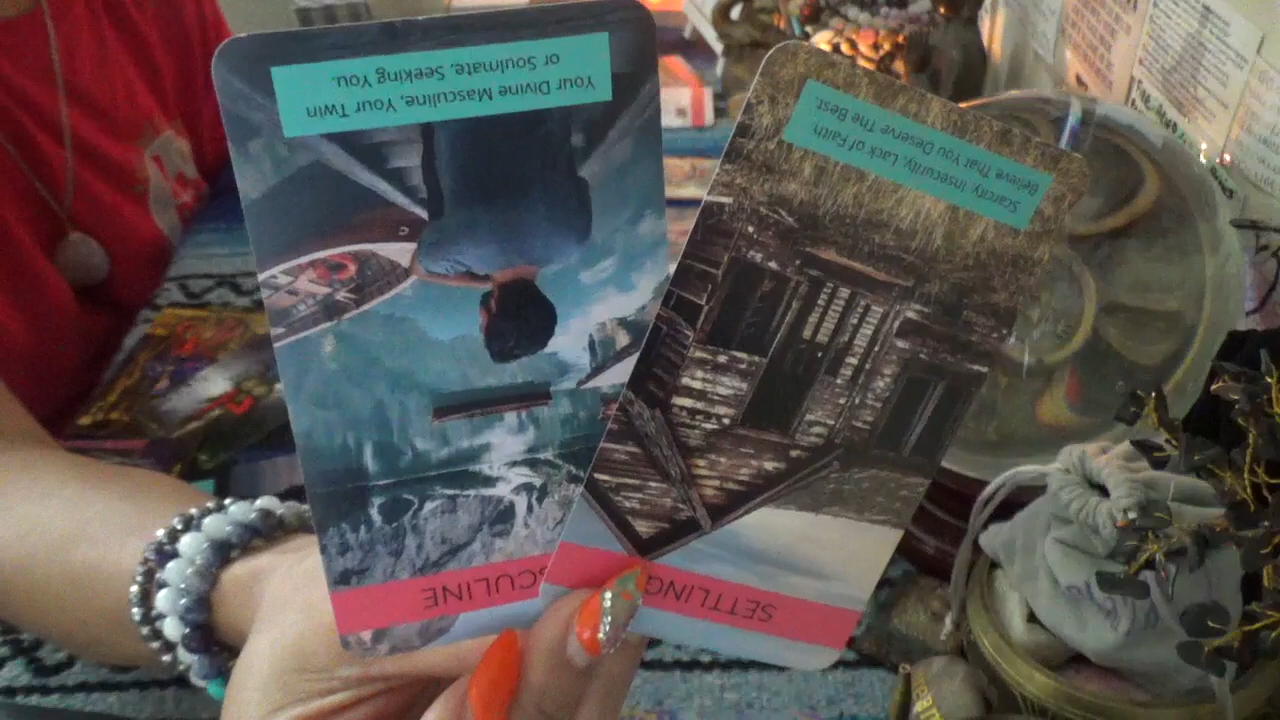 SCULINE
Your Divine Masculine, Your Twin
or Soulmate, Seeking You.
SETTLING
Scarcity, Insecurity, Lack of Faith.
Believe That You Deserve The Best.